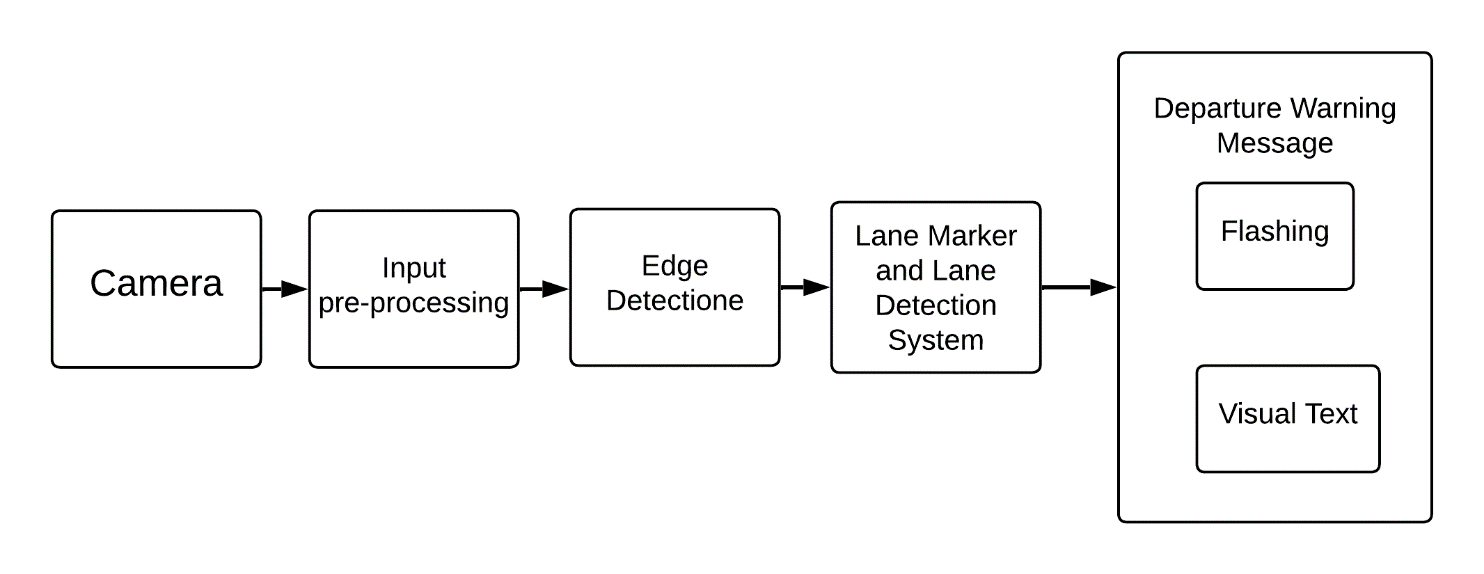 Camera
Input
pre-processing
Edge
Detectione
Lane Marker
and Lane
Detection
System
Departure Warning
Message
Flashing
Visual Text